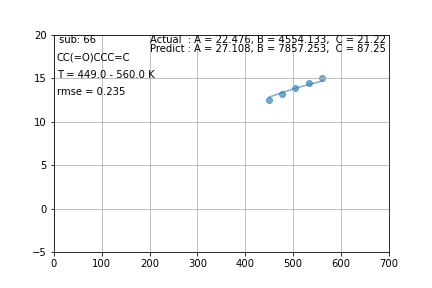 sub: 66
Actual : A = 22.476, B = 4554.133, C = 21.22
Predict : A = 27.108, B = 7857.253, C = 87.25
CC(=O)CCC=C
T = 449.0 - 560.0 K
rmse = 0.235
20
15
10
5
0
−5
0 100 200 300 400 500 600 700